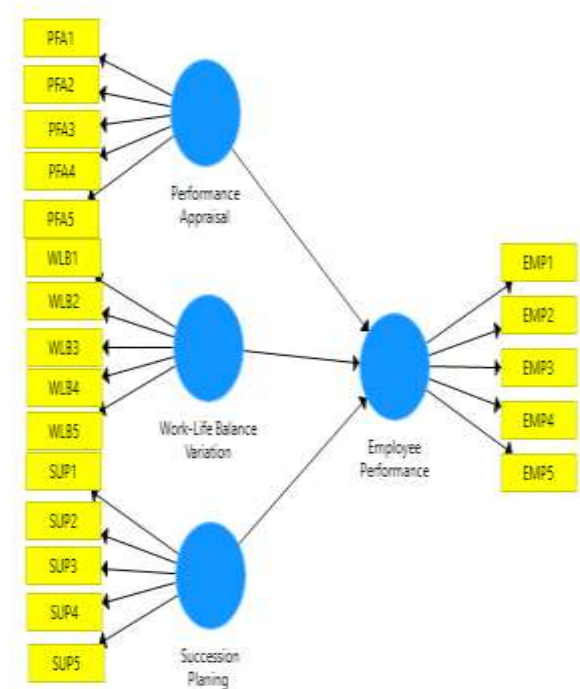 PFA1
PFA2
PFA3
PFA4
PFA5
Performance
Appraisal
WLB1
WLB2
WLB3
WLB4
WLB5
Work-Life Balance
Variation
SUP1
SUP2
SUP3
SUP4
SUP5
Succession
Planing
Employee
Performance
EMP1
EMP2
EMP3
EMP4
EMP5